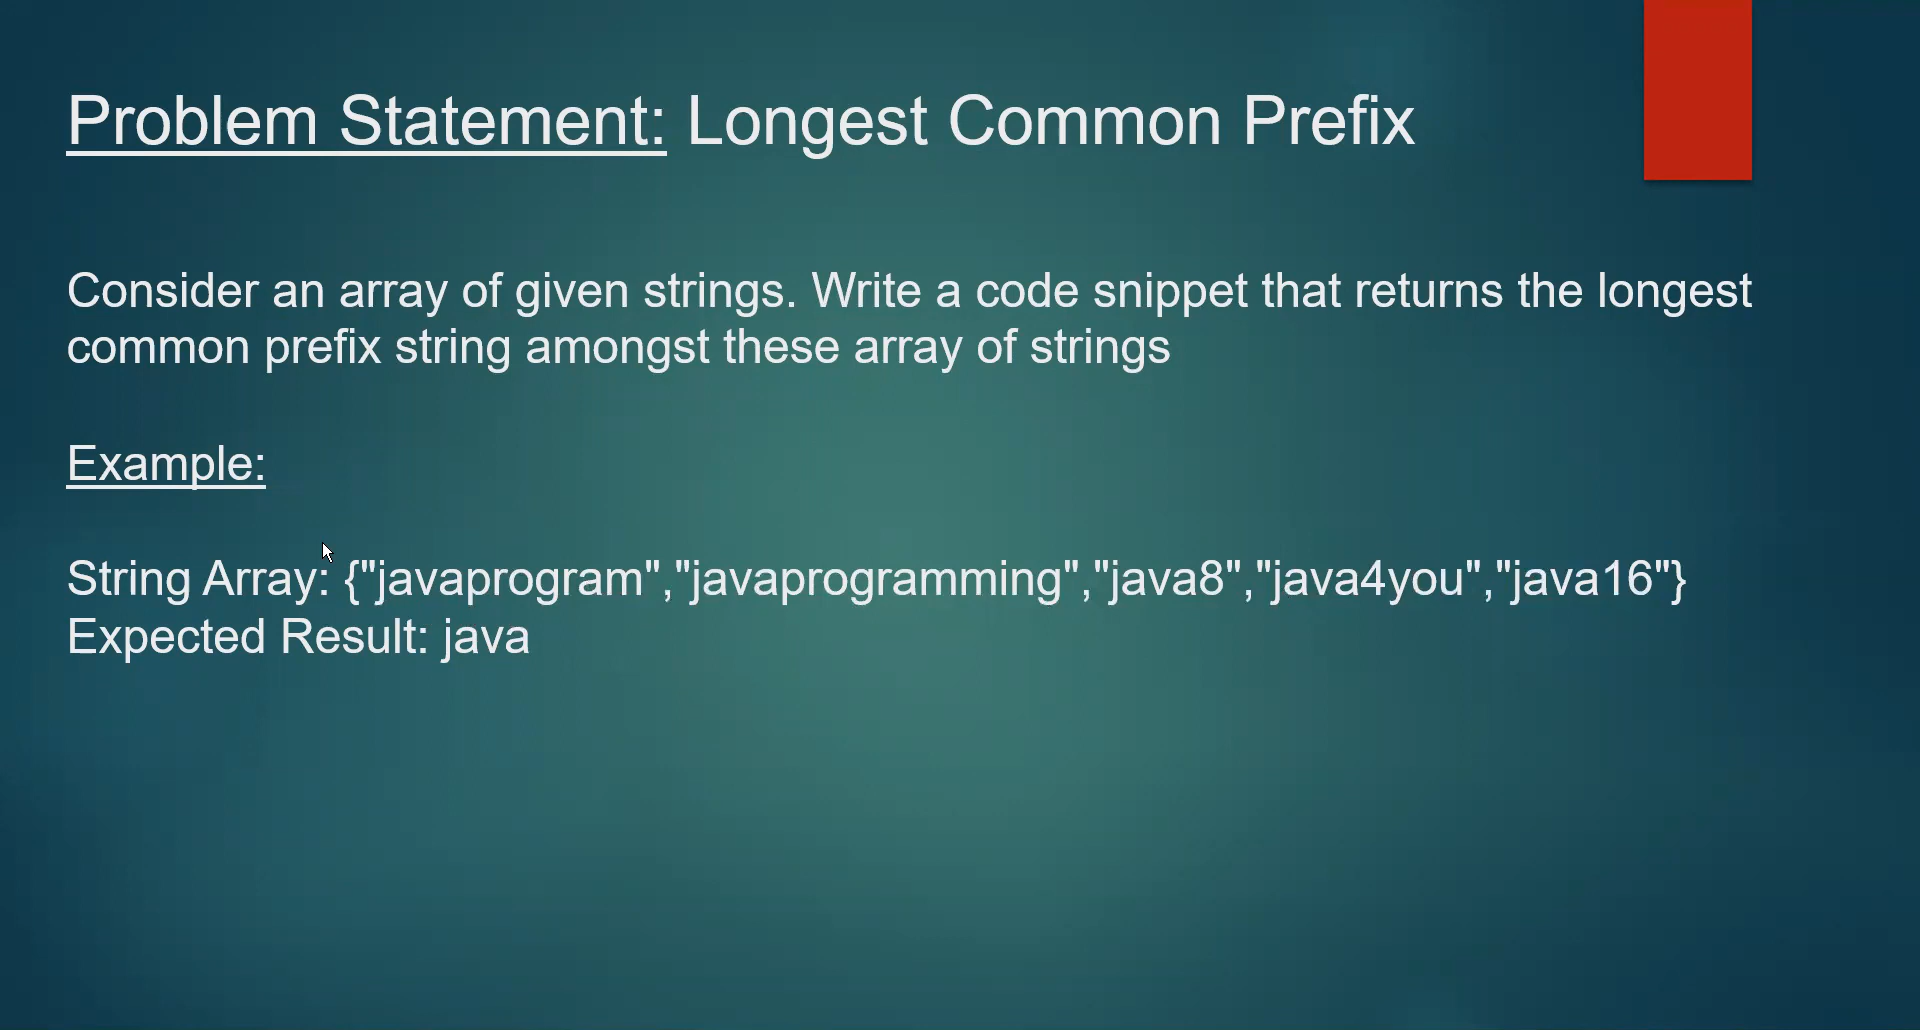 Problem Statement: Longest Common Prefix
Consider an array of given strings. Write a code snippet that returns the longest
common prefix string amongst these array of strings
Example:
String Array: {"javaprogram","javaprogramming","java8","java4you","java16"}
Expected Result: java